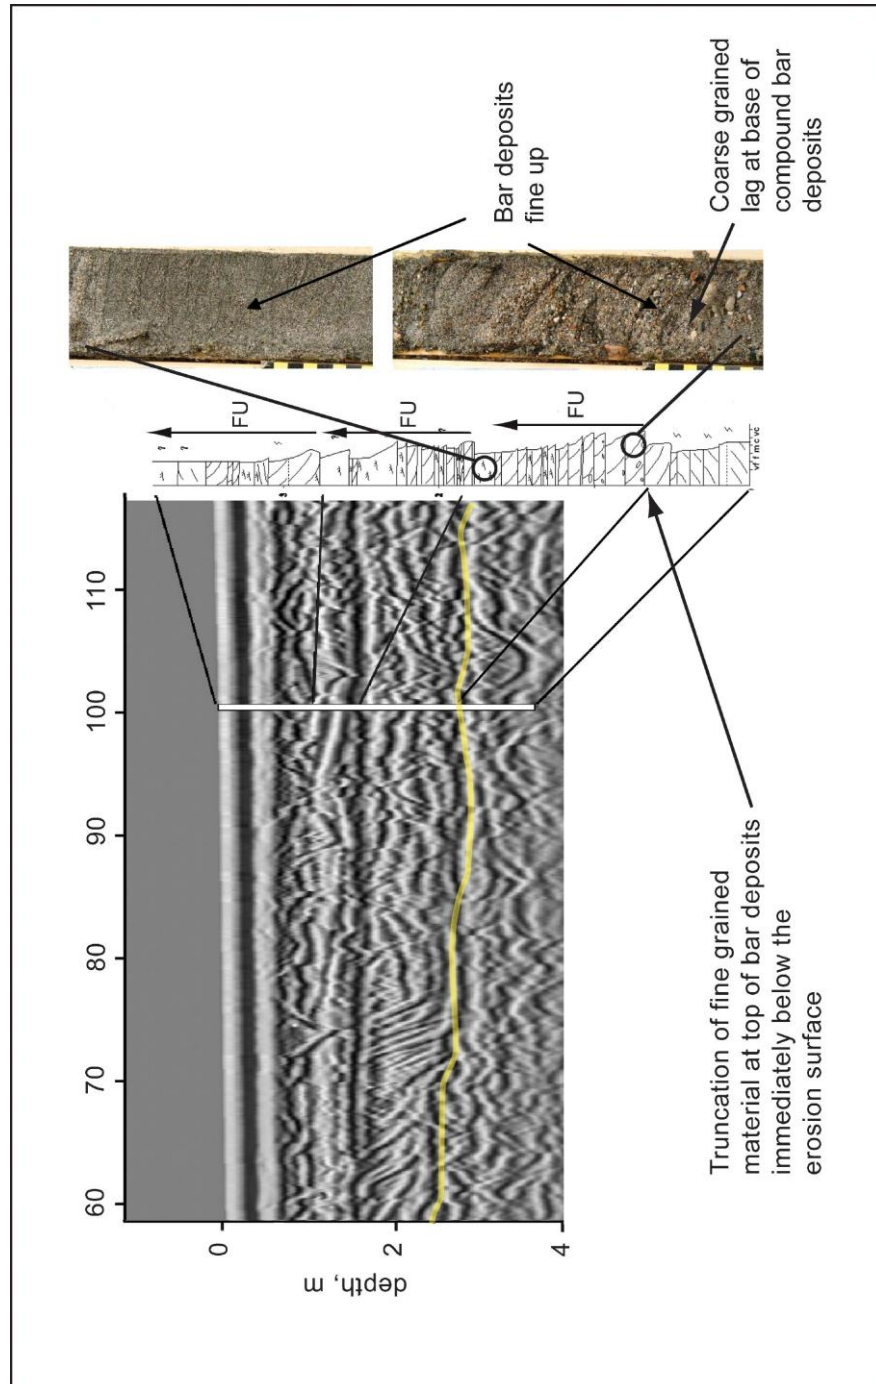 Bar deposits
fine up
Coarse grained
lag at base of
compound bar
deposits
FU
FU
FU
vf f m c vc
3
2
60 70 80 90 100 110
0
2
4
depth, m
Truncation of fine grained
material at top of bar deposits
immediately below the
erosion surface